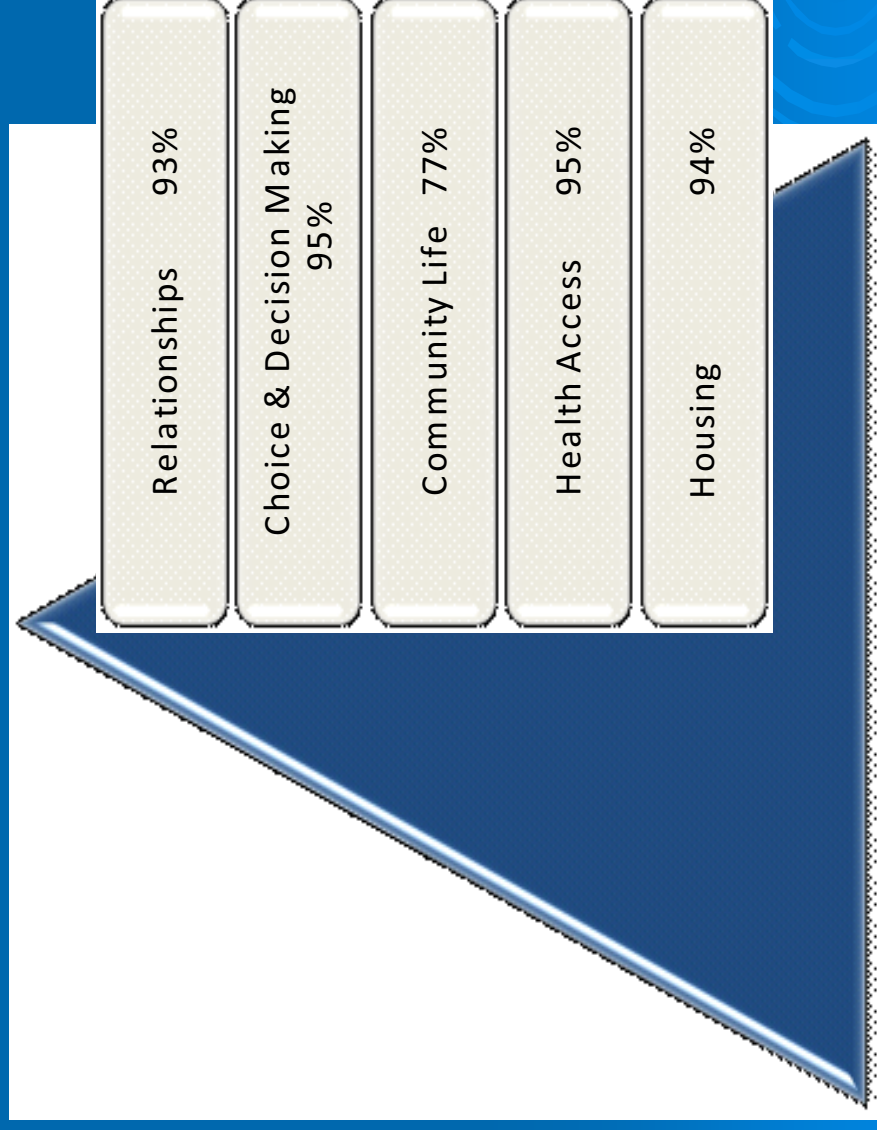 Relationships 93%
Choice & Decision Making
95%
Community Life 77%
Health Access 95%
Housing 94%